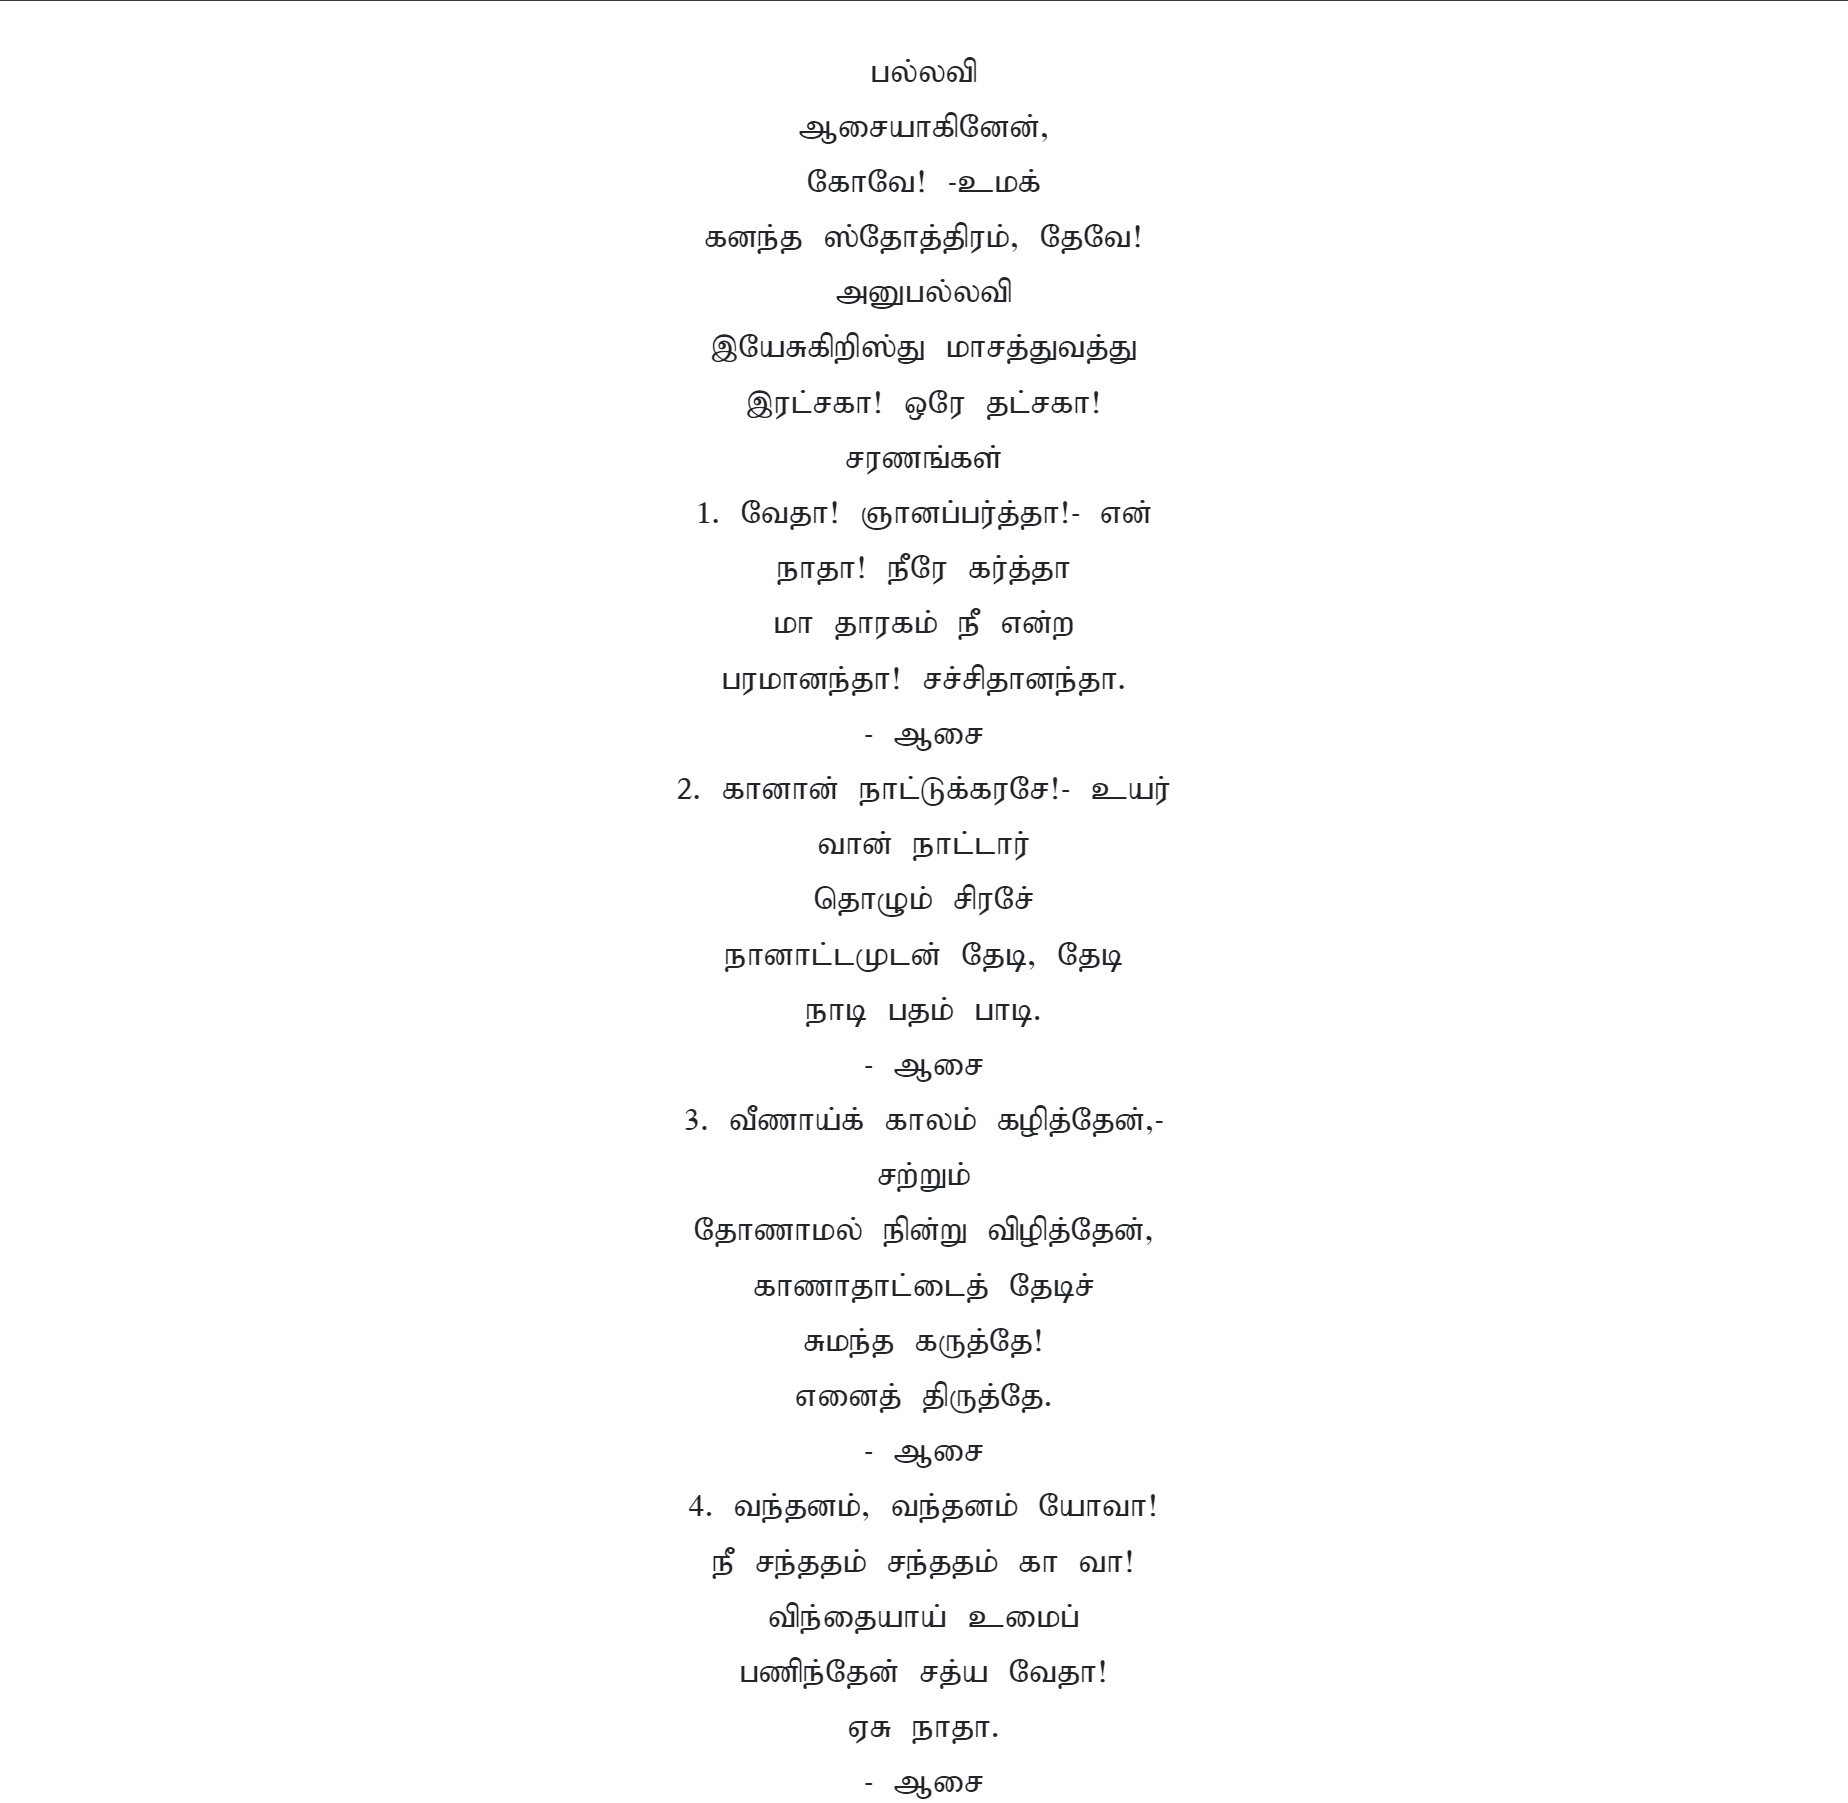 பல்லவி
ஆசையாகினேன்,
கோவே! -உமக்
கனந்த ஸ்தோத்திரம், தேவே!
அனுபல்லவி
இயேசுகிறிஸ்து மாசத்துவத்து
இரட்சகா! ஒரே தட்சகா!
சரணங்கள்
1. வேதா! ஞானப்பர்த்தா!- என்
நாதா! நீரே கர்த்தா
மா தாரகம் நீ என்ற
பரமானந்தா! சச்சிதானந்தா.
- ஆசை
2. கானான் நாட்டுக்கரசே!- உயர்
வான் நாட்டார்
தொழும் சிரசே்
நானாட்டமுடன் தேடி, தேடி
நாடி பதம் பாடி.
- ஆசை
3. வீணாய்க் காலம் கழித்தேன்,-
சற்றும்
தோணாமல் நின்று விழித்தேன்,
காணாதாட்டைத் தேடிச்
சுமந்த கருத்தே!
எனைத் திருத்தே.
- ஆசை
4. வந்தனம், வந்தனம் யோவா!
நீ சந்ததம் சந்ததம் கா வா!
விந்தையாய் உமைப்
பணிந்தேன் சத்ய வேதா!
ஏசு நாதா.
- ஆசை